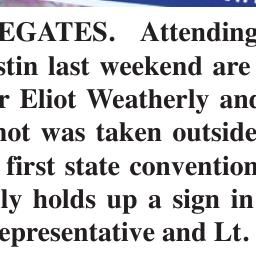 EGATES. Attending
stin last weekend are
r Eliot Weatherly and
not was taken outside
first state convention
ly holds up a sign in
epresentative and Lt.